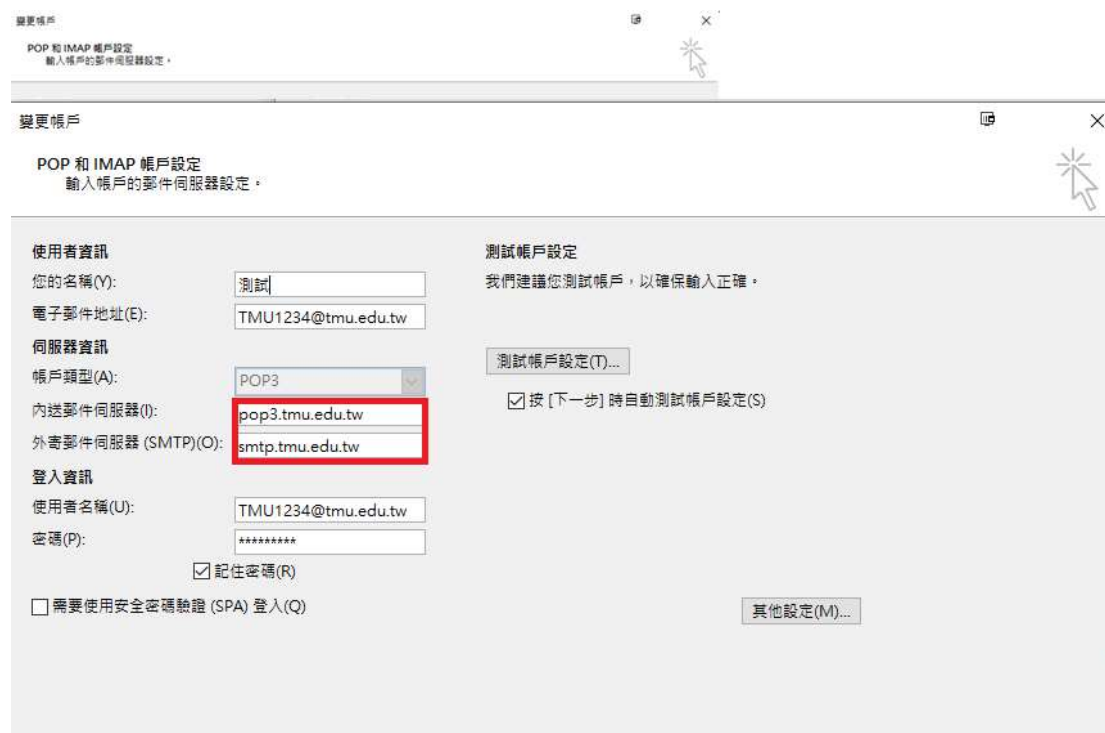 變更帳戶
POP 和 IMAP 帳戶設定
輸入帳戶的郵件伺服器設定。
變更帳戶
POP 和 IMAP 帳戶設定
輸入帳戶的郵件伺服器設定。
使用者資訊
您的名稱(Y):
測試
電子郵件地址(E):
TMU1234@tmu.edu.tw
伺服器資訊
帳戶類型(A):
POP3
內送郵件伺服器(I):
pop3.tmu.edu.tw
外寄郵件伺服器 (SMTP)(O):
smtp.tmu.edu.tw
登入資訊
使用者名稱(U):
TMU1234@tmu.edu.tw
密碼(P):
*********
記住密碼(R)
需要使用安全密碼驗證 (SPA) 登入(Q)
測試帳戶設定
我們建議您測試帳戶，以確保輸入正確。
測試帳戶設定(T)...
按 [下一步] 時自動測試帳戶設定(S)
其他設定(M)...